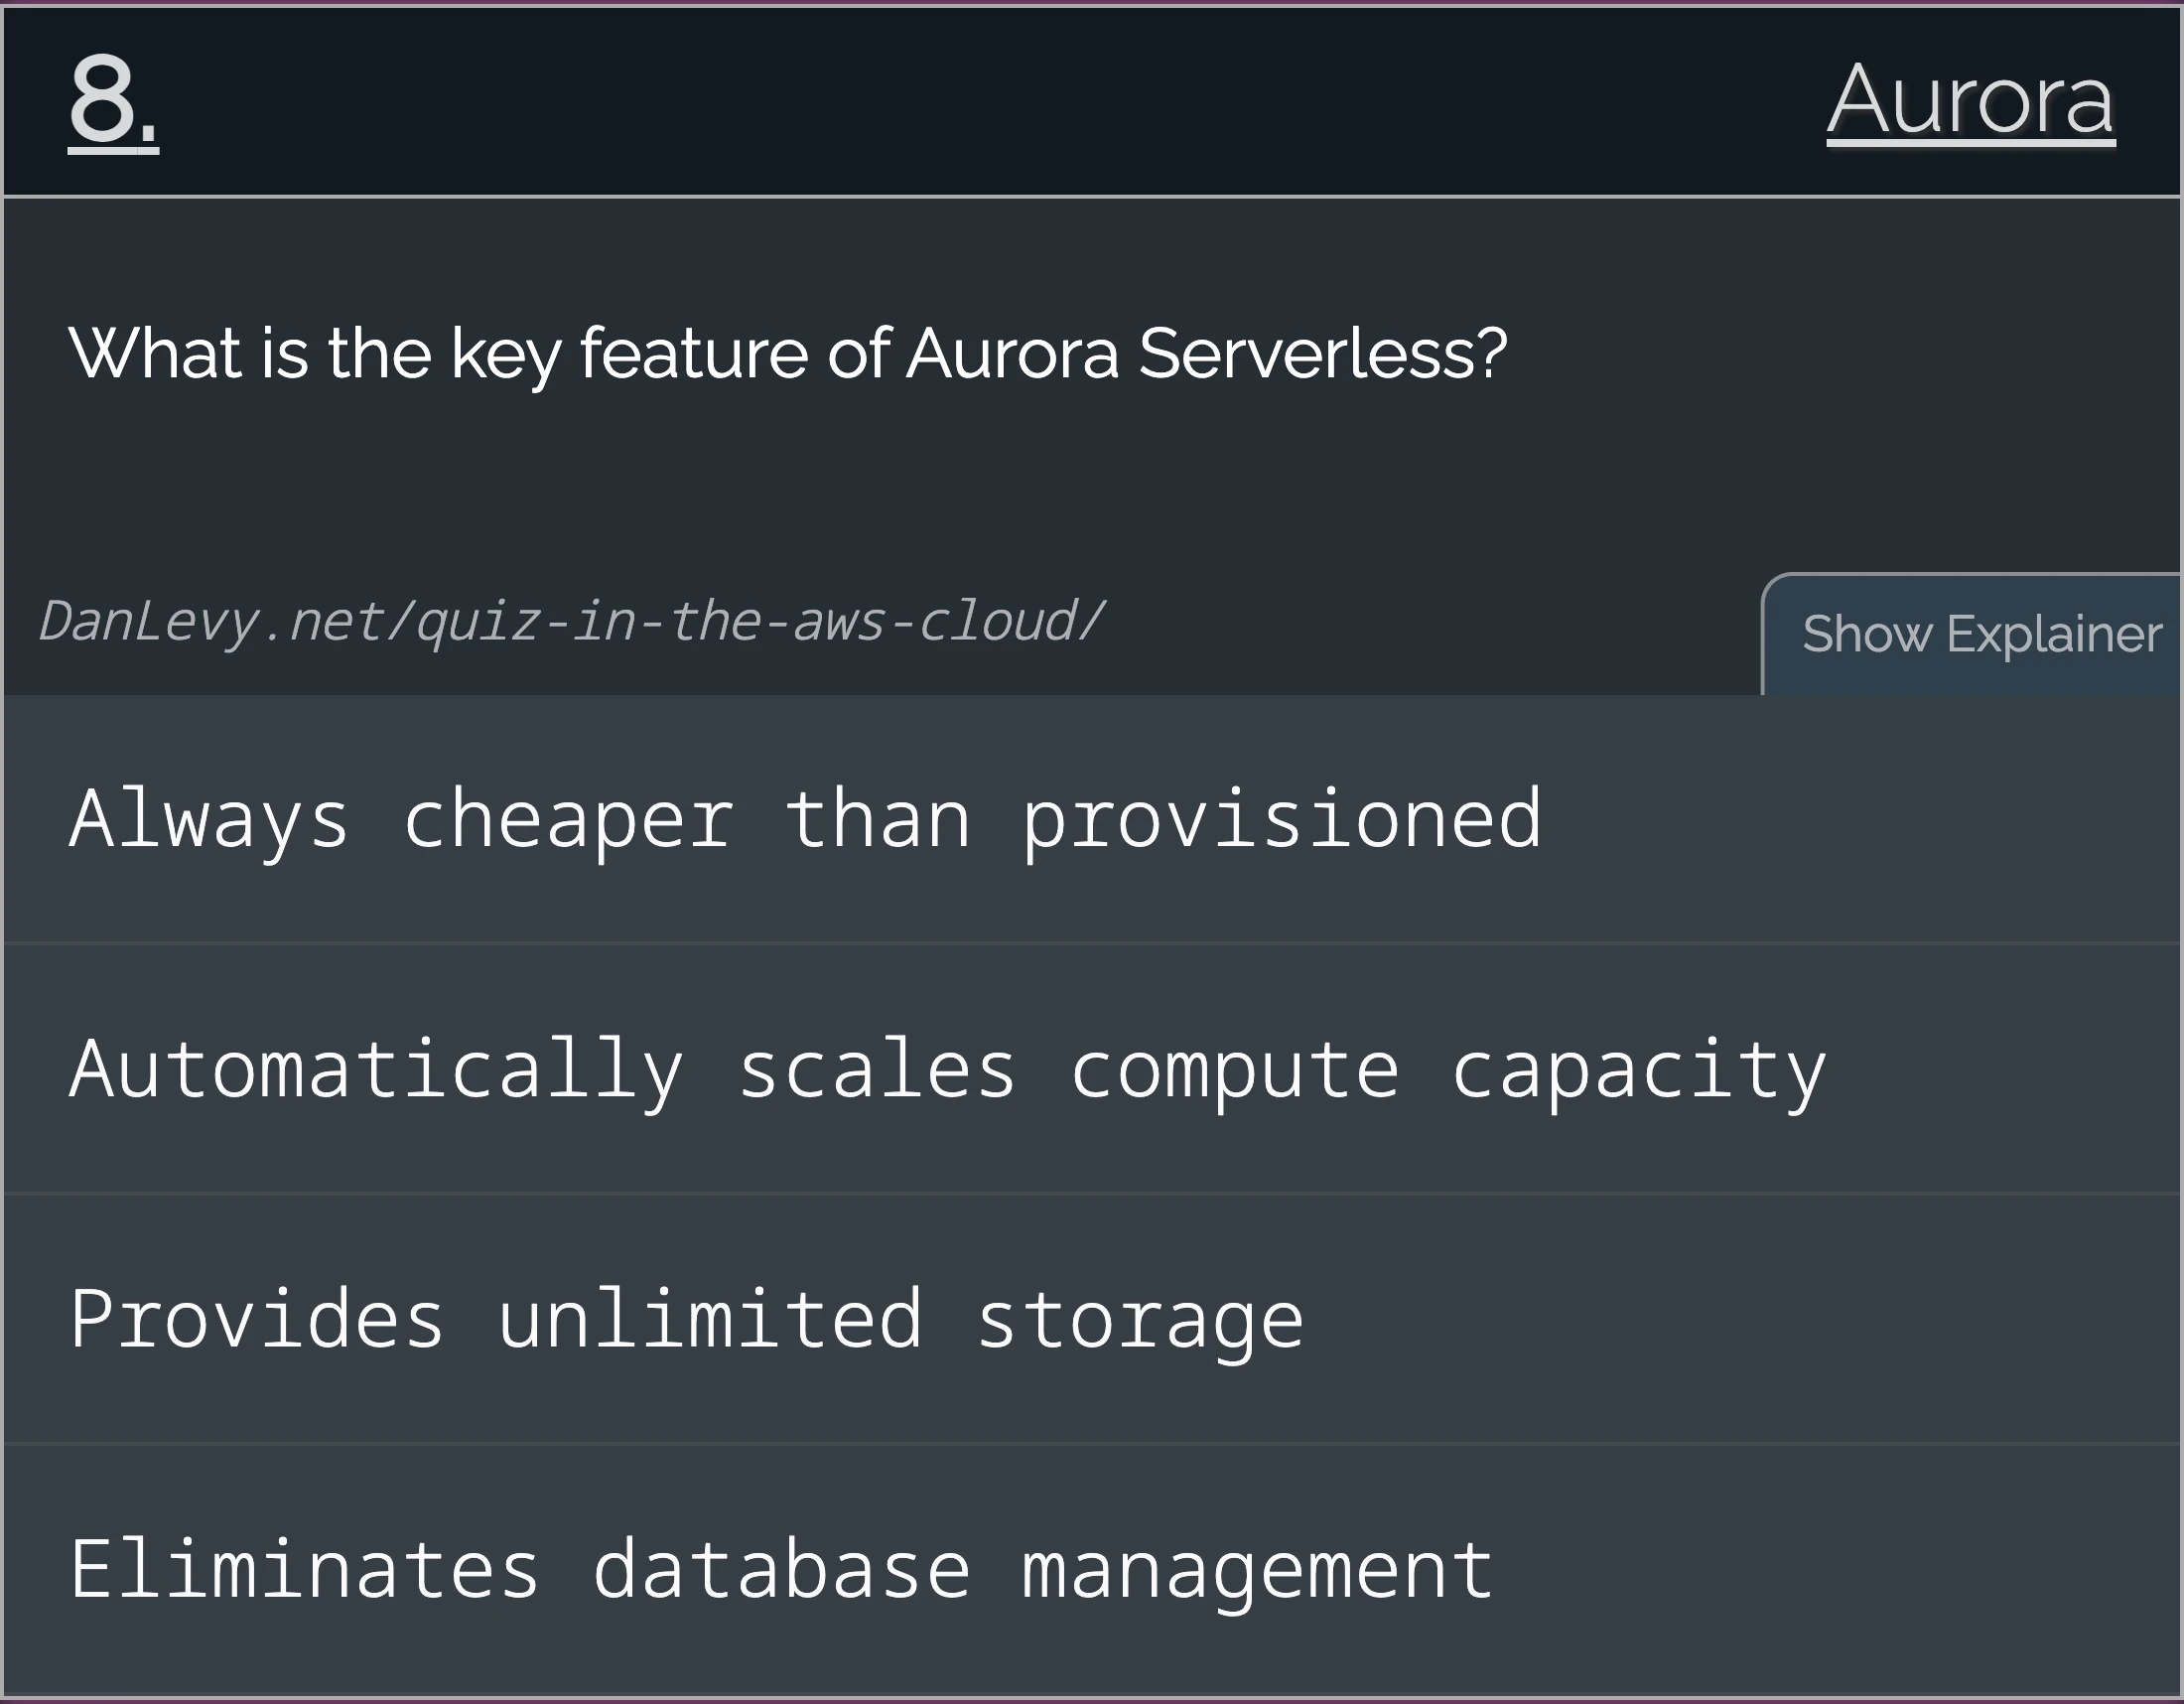 8.
Aurora
What is the key feature of Aurora Serverless?
DanLevy.net/quiz-in-the-aws-cloud/
Show Explainer
Always cheaper than provisioned
Automatically scales compute capacity
Provides unlimited storage
Eliminates database management